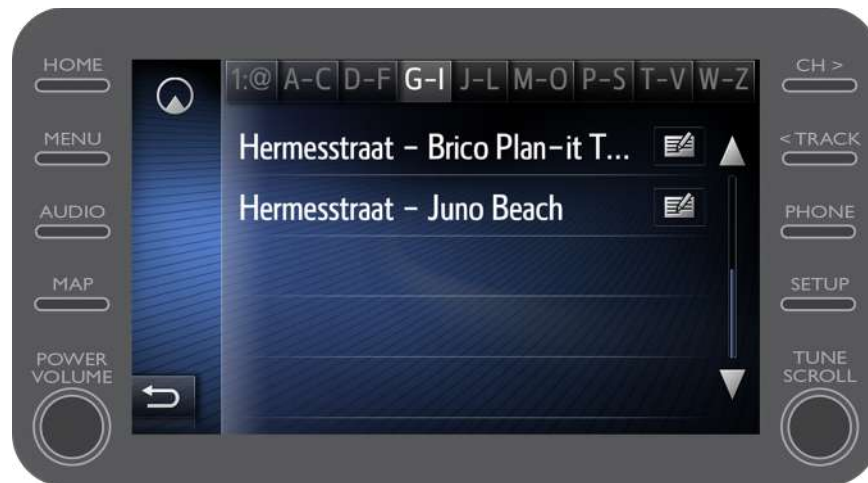 HOME
MENU
AUDIO
MAP
POWER
VOLUME
1:@ A-C D-F G-I J-L M-O P-S T-V W-Z
Hermesstraat - Brico Plan-it T...
Hermesstraat - Juno Beach
CH >
< TRACK
PHONE
SETUP
TUNE
SCROLL